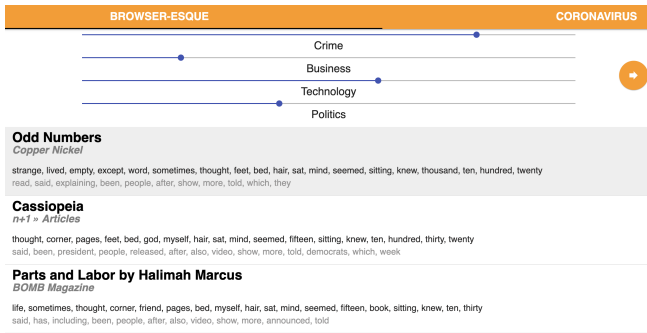 BROWSER-ESQUE CORONAVIRUS
Crime
Business
Technology
Politics
Odd Numbers
Copper Nickel
strange, lived, empty, except, word, sometimes, thought, feet, bed, hair, sat, mind, seemed, sitting, knew, thousand, ten, hundred, twenty
read, said, explaining, been, people, after, show, more, told, which, they
Cassiopeia
n+1 » Articles
thought, corner, pages, feet, bed, god, myself, hair, sat, mind, seemed, fifteen, sitting, knew, ten, hundred, thirty, twenty
said, been, president, people, released, after, also, video, show, more, told, democrats, which, week
Parts and Labor by Halimah Marcus
BOMB Magazine
life, sometimes, thought, corner, friend, pages, bed, myself, hair, sat, mind, seemed, fifteen, book, sitting, knew, ten, thirty
said, has, including, been, people, after, also, video, show, more, announced, told